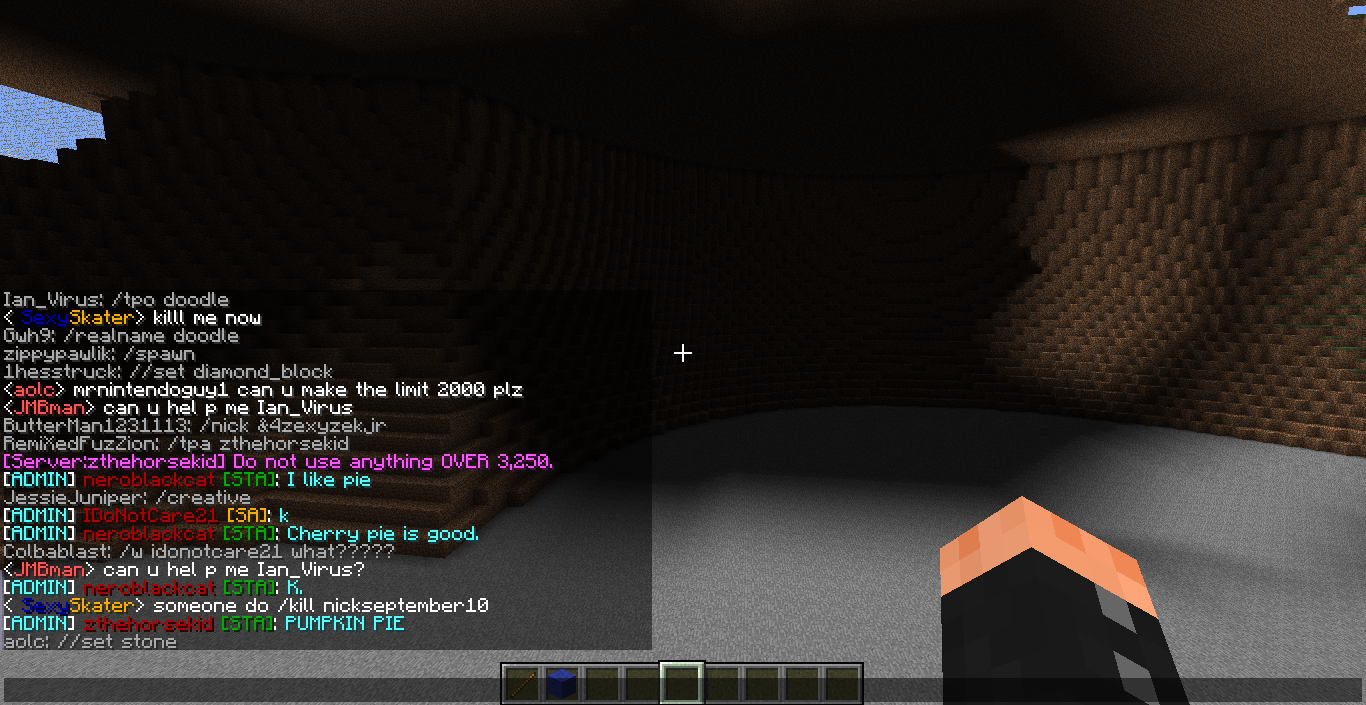 Ian_Virus: /tpo doodle
< SexySkater> killl me now
Gwh9: /realname doodle
zippypawlik: /spawn
1hesstruck: //set diamond_block
<aolc> mrnintendoguy1 can u make the limit 2000 plz
<JMBman> can u hel p me Ian_Virus
ButterMan1231113: /nick &4zexyzekjr
RemiXedFuzZion: /tpa zthehorsekid
[Server:zthehorsekid] Do not use anything OVER 3,250.
[ADMIN] neroblackcat [STA]: I like pie
JessieJuniper: /creative
[ADMIN] IDoNotCare21 [SA]: k
[ADMIN] neroblackcat [STA]: Cherry pie is good.
Colbablast: /w idonotcare21 what?????
<JMBman> can u hel p me Ian_Virus?
[ADMIN] neroblackcat [STA]: K.
< SexySkater> someone do /kill nickseptember10
[ADMIN] zthehorsekid [STA]: PUMPKIN PIE
aolc: //set stone